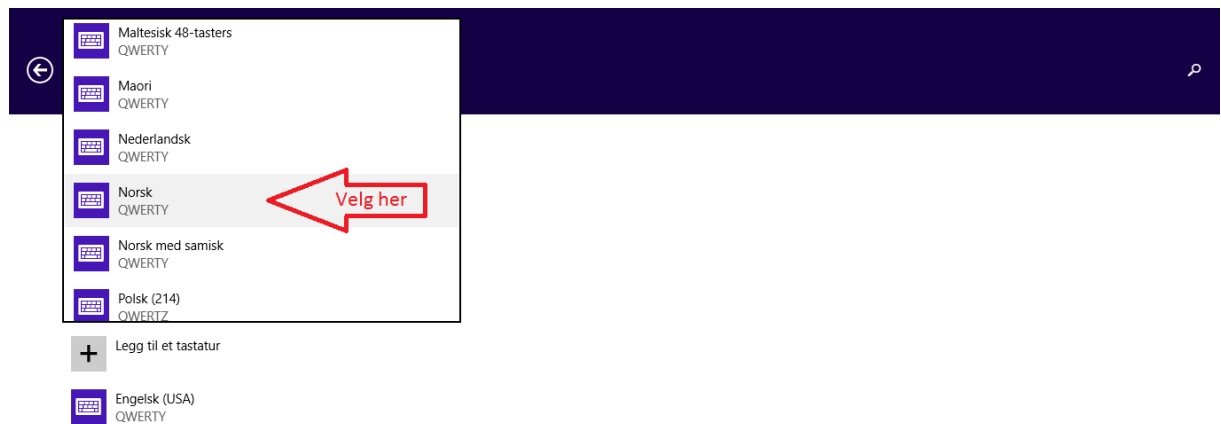 Maltesisk 48-tasters
QWERTY
Maori
QWERTY
Nederlandsk
QWERTY
Norsk
QWERTY
Velg her
Norsk med samisk
QWERTY
Polsk (214)
QWERTZ
Legg til et tastatur
Engelsk (USA)
QWERTY